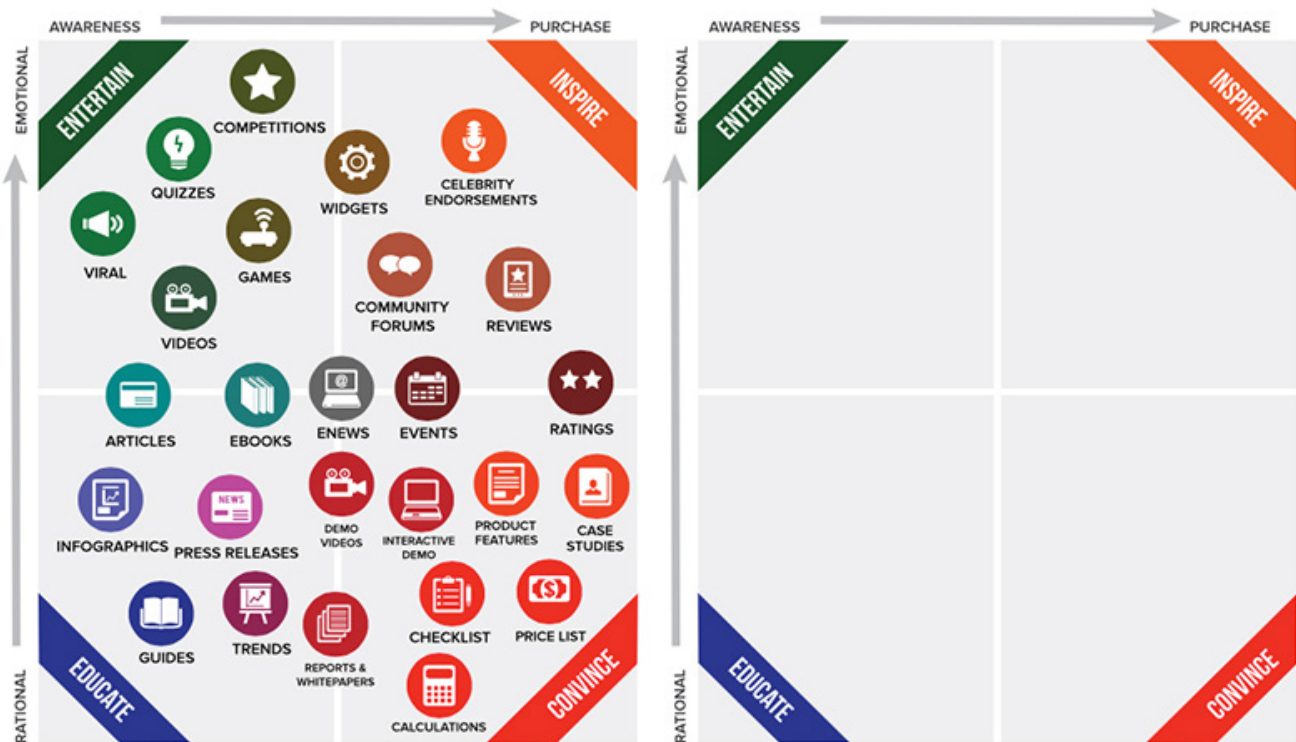 AWARENESS
PURCHASE
EMOTIONAL
RATIONAL
ENTERTAIN
INSPIRE
COMPETITIONS
QUIZZES
WIDGETS
CELEBRITY
ENDORSEMENTS
VIRAL
GAMES
VIDEOS
COMMUNITY
FORUMS
REVIEWS
ARTICLES
EBOOKS
@
ENEWS
EVENTS
RATINGS
INFOGRAPHICS
NEWS
PRESS RELEASES
DEMO
VIDEOS
INTERACTIVE
DEMO
PRODUCT
FEATURES
CASE
STUDIES
GUIDES
TRENDS
REPORTS &
WHITEPAPERS
CHECKLIST
$
PRICE LIST
CALCULATIONS
EDUCATE
CONVINCE
AWARENESS
PURCHASE
EMOTIONAL
RATIONAL
ENTERTAIN
INSPIRE
EDUCATE
CONVINCE